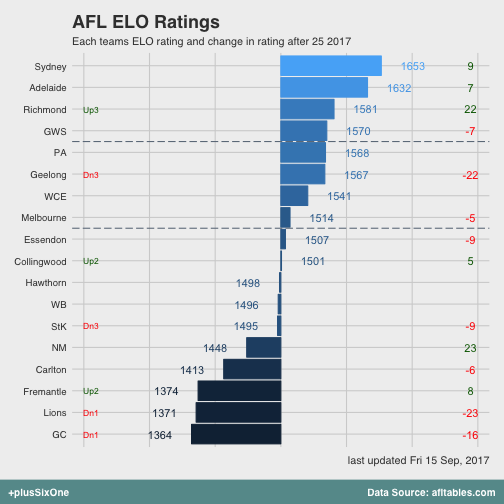 AFL ELO Ratings
Each teams ELO rating and change in rating after 25 2017
Sydney 1653 9
Adelaide 1632 7
Richmond Up3 1581 22
GWS 1570 -7
PA 1568
Geelong Dn3 1567 -22
WCE 1541
Melbourne 1514 -5
Essendon 1507 -9
Collingwood Up2 1501 5
Hawthorn 1498
WB 1496
StK Dn3 1495 -9
NM 1448 23
Carlton 1413 -6
Fremantle Up2 1374 8
Lions Dn1 1371 -23
GC Dn1 1364 -16
last updated Fri 15 Sep, 2017
+plusSixOne Data Source: afltables.com